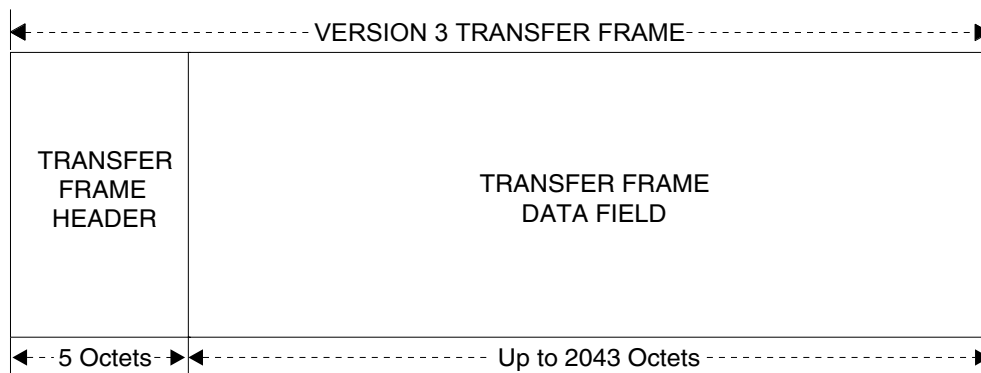 VERSION 3 TRANSFER FRAME
TRANSFER
FRAME
HEADER
TRANSFER FRAME
DATA FIELD
5 Octets
Up to 2043 Octets